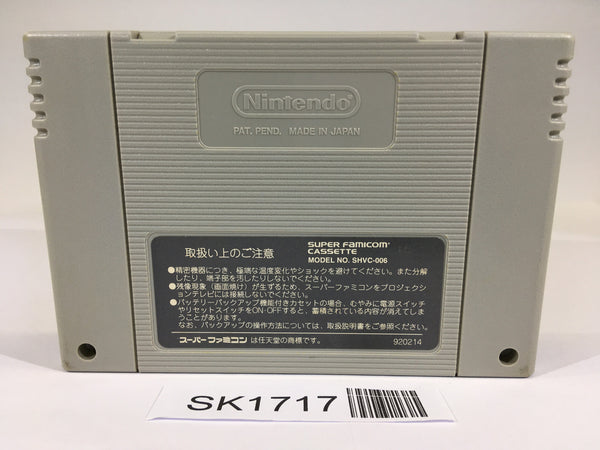 Nintendo
PAT. PEND. MADE IN JAPAN
取扱い上のご注意
SUPER FAMICOM
CASSETTE
MODEL NO. SHVC-006
●精密機器につき、極端な温度変化やショックを避けてください。また分解
したり、端子部を汚したりしないでください。
●残像現象(画面焼け)が生ずるため、スーパーファミコンをプロジェクシ
ョンテレビには接続しないでください。
●バッテリーバックアップ機能付きカセットの場合、むやみに電源スイッチ
やリセットスイッチをON・OFFすると、蓄積されている内容が消えてしま
うことがあります。
なお、バックアップの操作方法については、取扱説明書をご参照ください。
スーパーファミコン は任天堂の商標です。
920214
SK1717